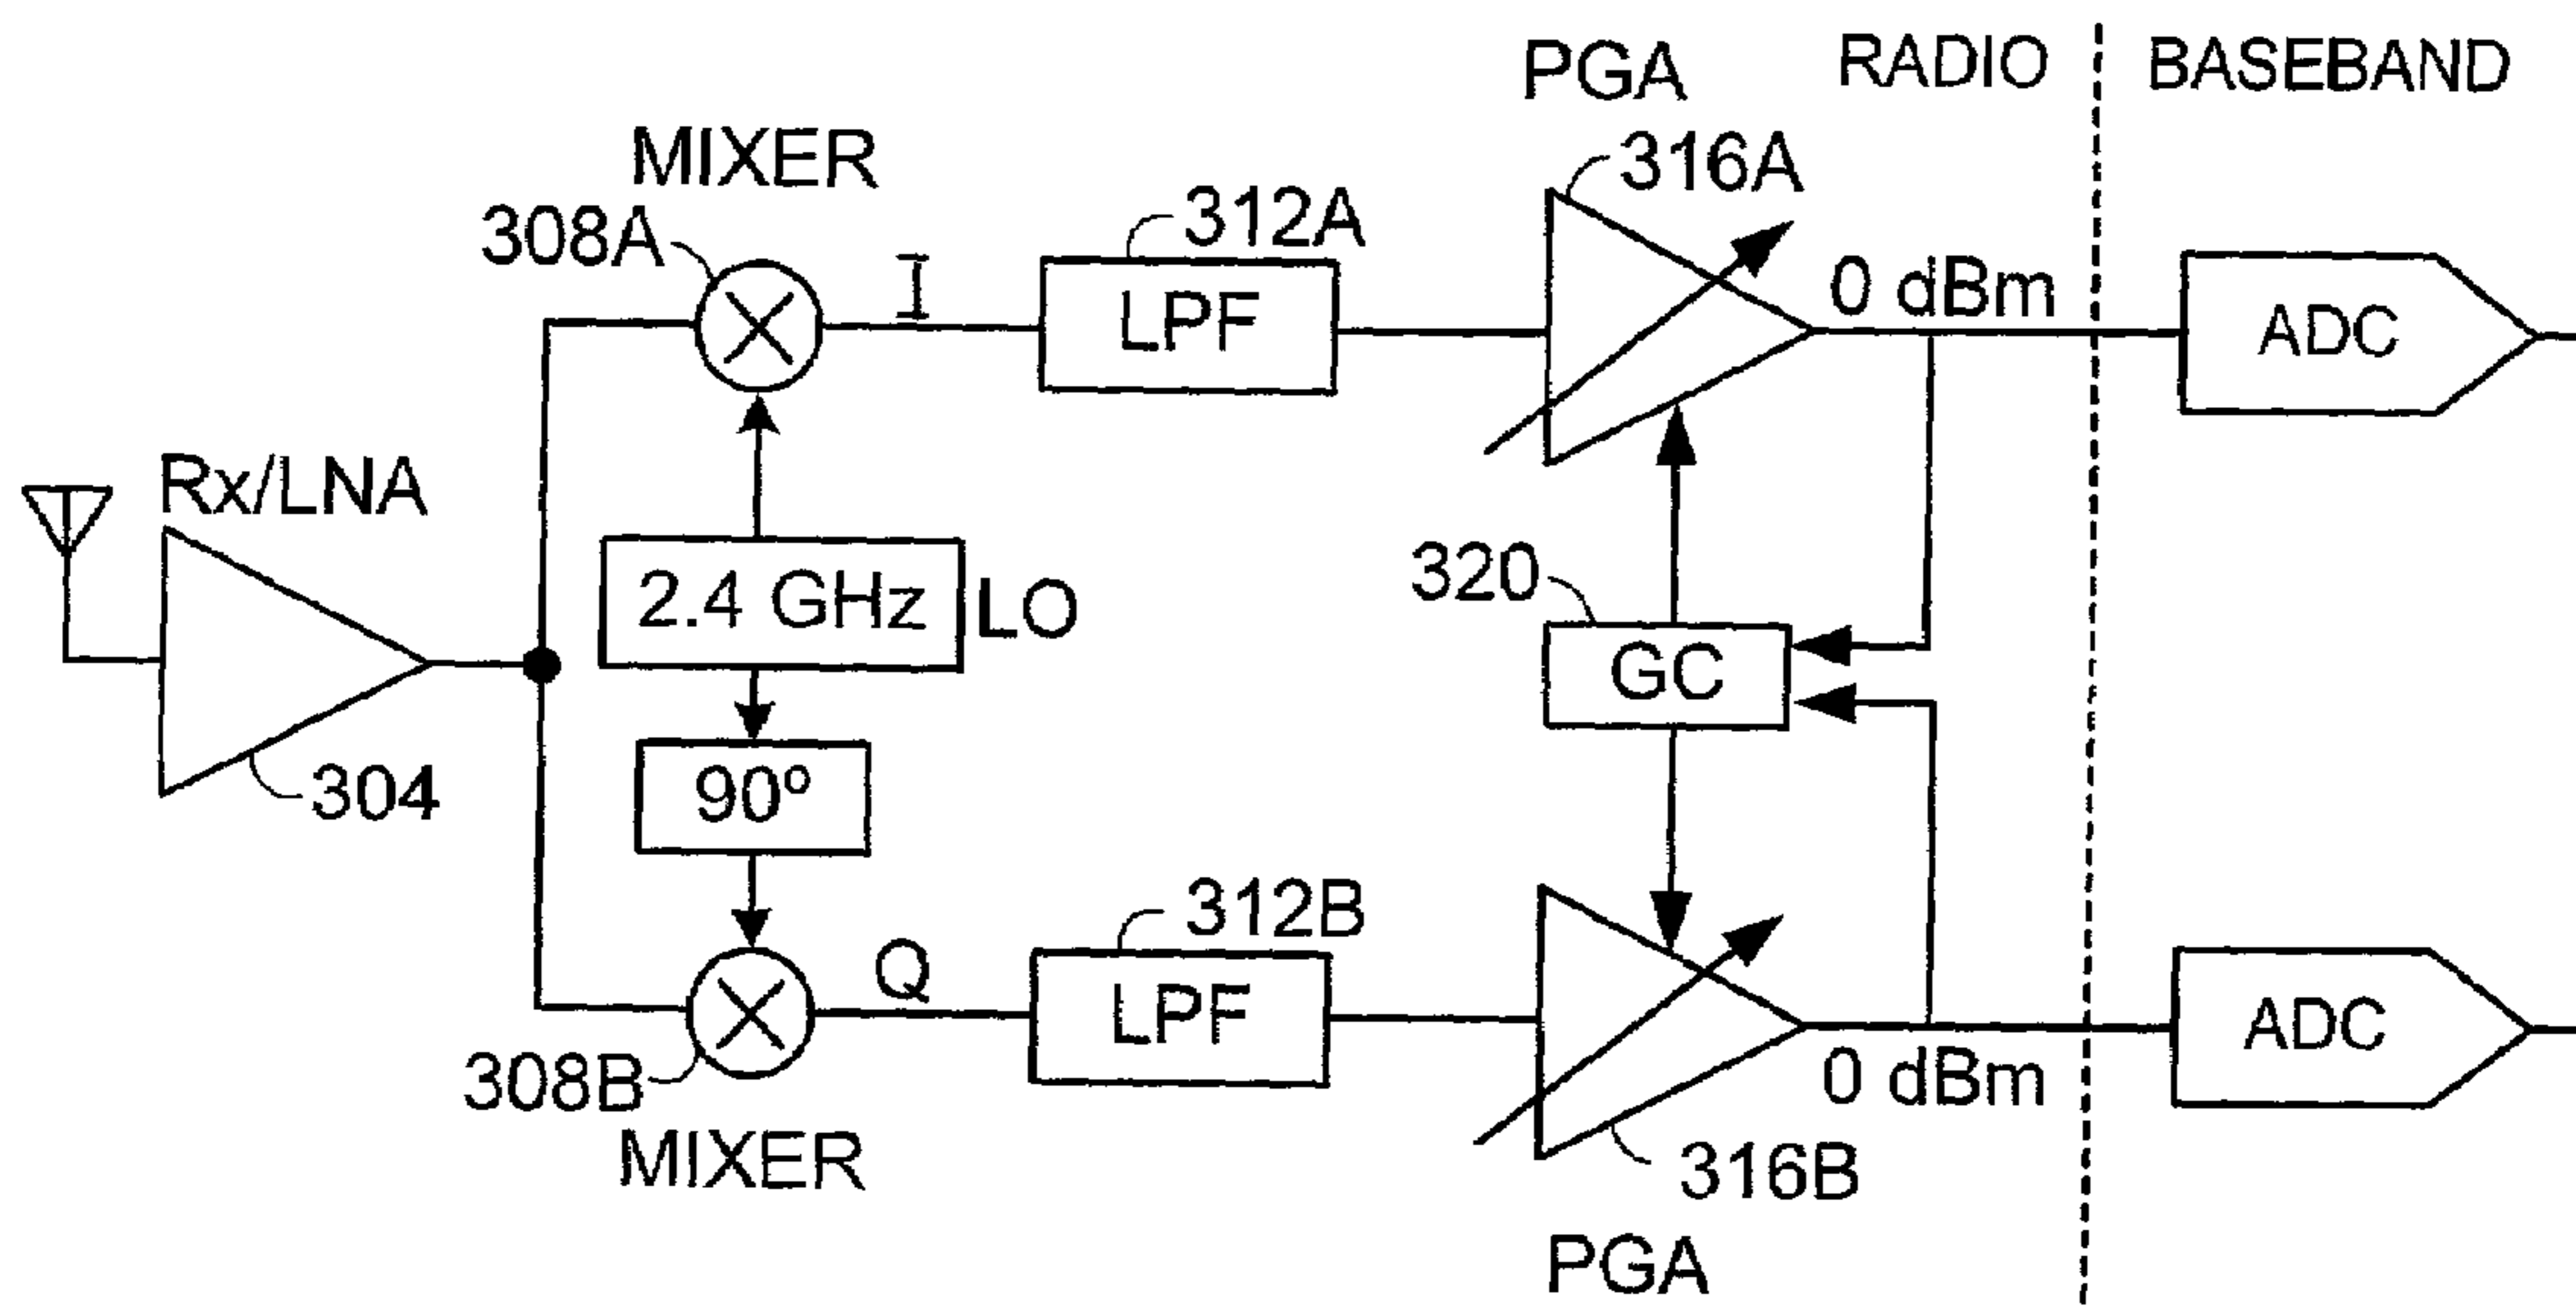 PGA
RADIO
BASEBAND
MIXER
316A
308A
312A
I
LPF
0 dBm
ADC
Rx/LNA
2.4 GHz
LO
320
GC
304
90º
312B
Q
LPF
ADC
308B
0 dBm
MIXER
316B
PGA